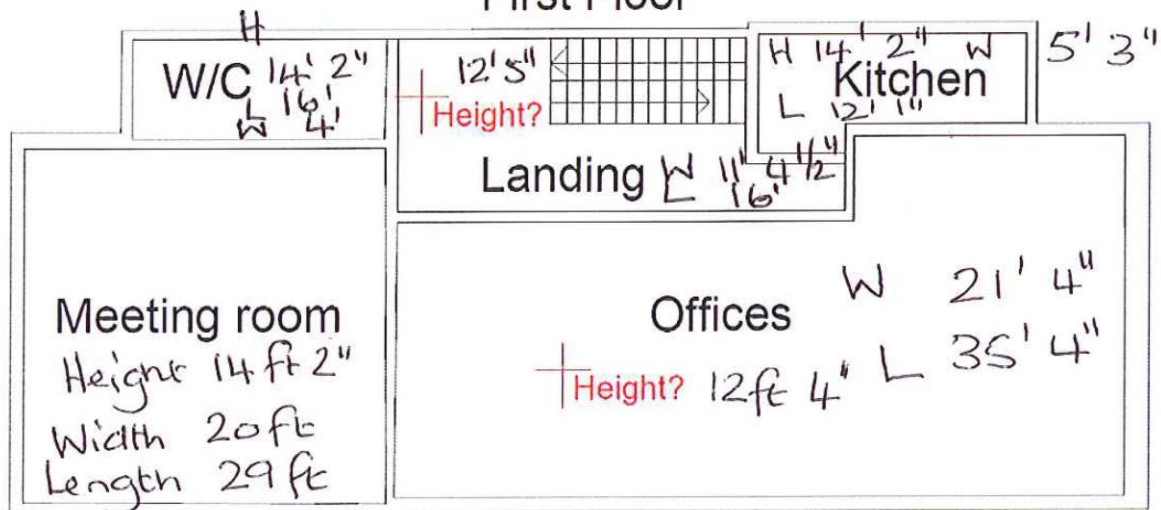 First Floor
H
W/C 14' 2"
L 16'
W 4'
12'5"
Height?
Landing W 11' 4 1/2"
L 16'
H 14' 2" W 5' 3"
Kitchen
L 12' 1"
Meeting room
Height 14 ft 2"
Width 20 ft
Length 29 ft
Offices
W 21' 4"
L 35' 4"
Height? 12ft 4"